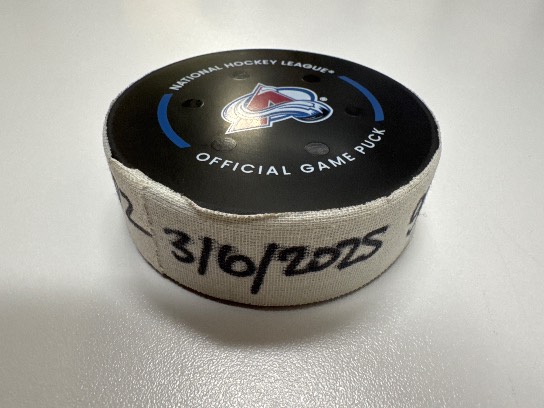 NATIONAL HOCKEY LEAGUE®
OFFICIAL GAME PUCK
3/6/2025